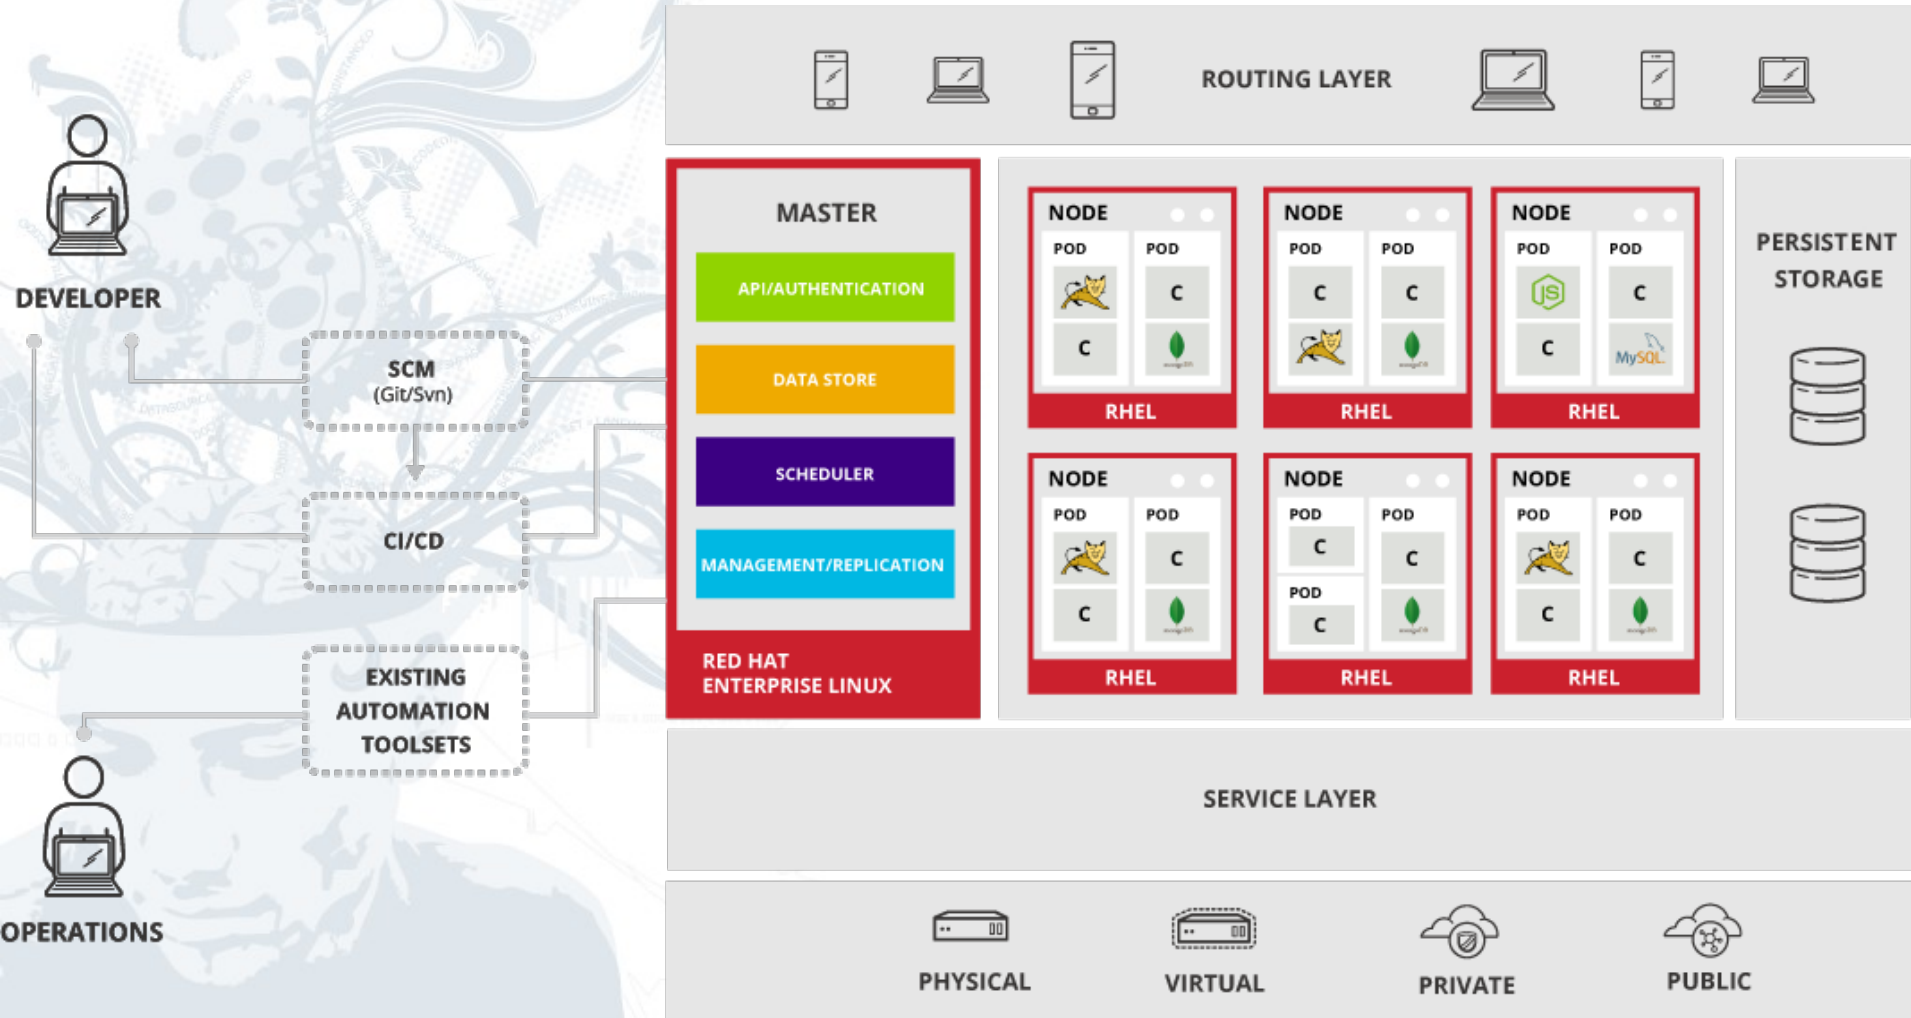 ROUTING LAYER
DEVELOPER
SCM
(Git/Svn)
CI/CD
EXISTING
AUTOMATION
TOOLSETS
OPERATIONS
MASTER
API/AUTHENTICATION
DATA STORE
SCHEDULER
MANAGEMENT/REPLICATION
RED HAT
ENTERPRISE LINUX
NODE
POD POD
C
C
RHEL
NODE
POD POD
C C
RHEL
NODE
POD POD
JS C
C MySQL
RHEL
NODE
POD POD
C
C
RHEL
NODE
POD POD
C C
POD
C
RHEL
NODE
POD POD
C
C
RHEL
PERSISTENT
STORAGE
SERVICE LAYER
PHYSICAL
VIRTUAL
PRIVATE
PUBLIC